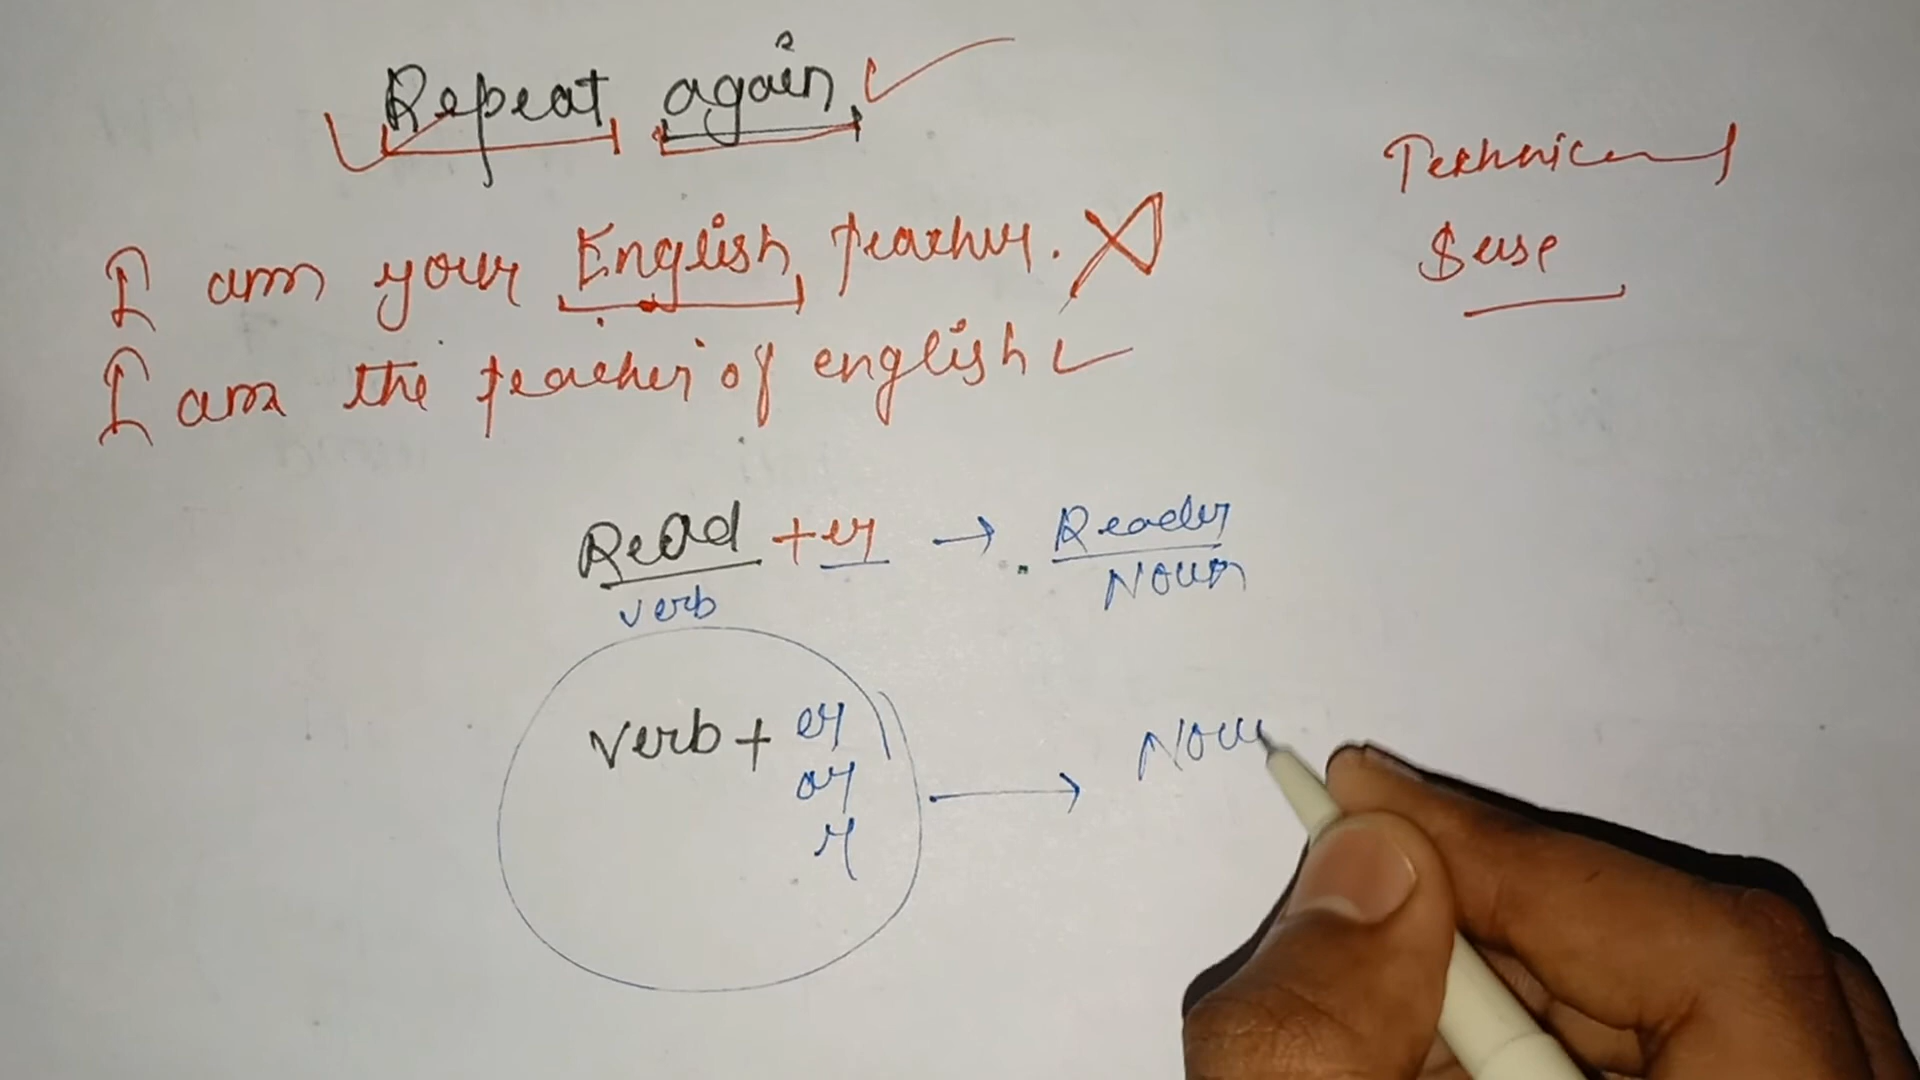 Repeat again
Technical
Sense
I am your English teacher.
I am the teacher of english
Read + er → Reader
verb
Noun
verb + er
or
r
→ Nou